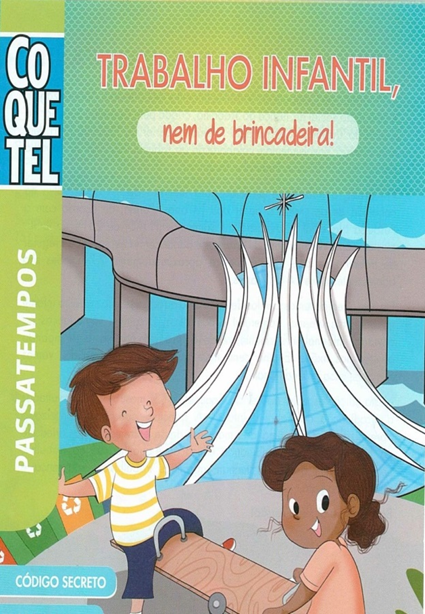 CO
QUE
TEL
TRABALHO INFANTIL,
nem de brincadeira!
PASSATEMPOS
CÓDIGO SECRETO